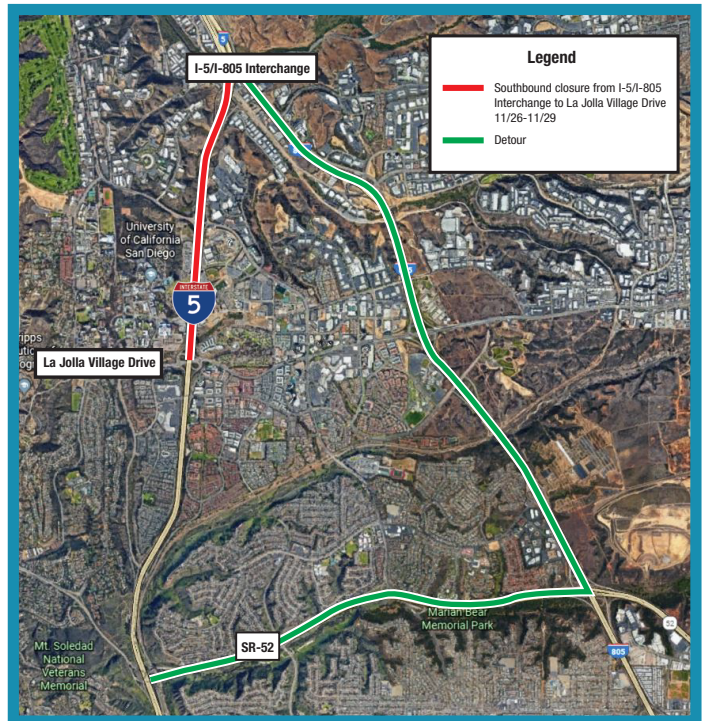 5
I-5/I-805 Interchange
Legend
Southbound closure from I-5/I-805
Interchange to La Jolla Village Drive
11/26-11/29
Detour
University
of California
San Diego
INTERSTATE
5
La Jolla Village Drive
Marian Bear
Memorial Park
SR-52
52
805
Mt. Soledad
National
Veterans
Memorial